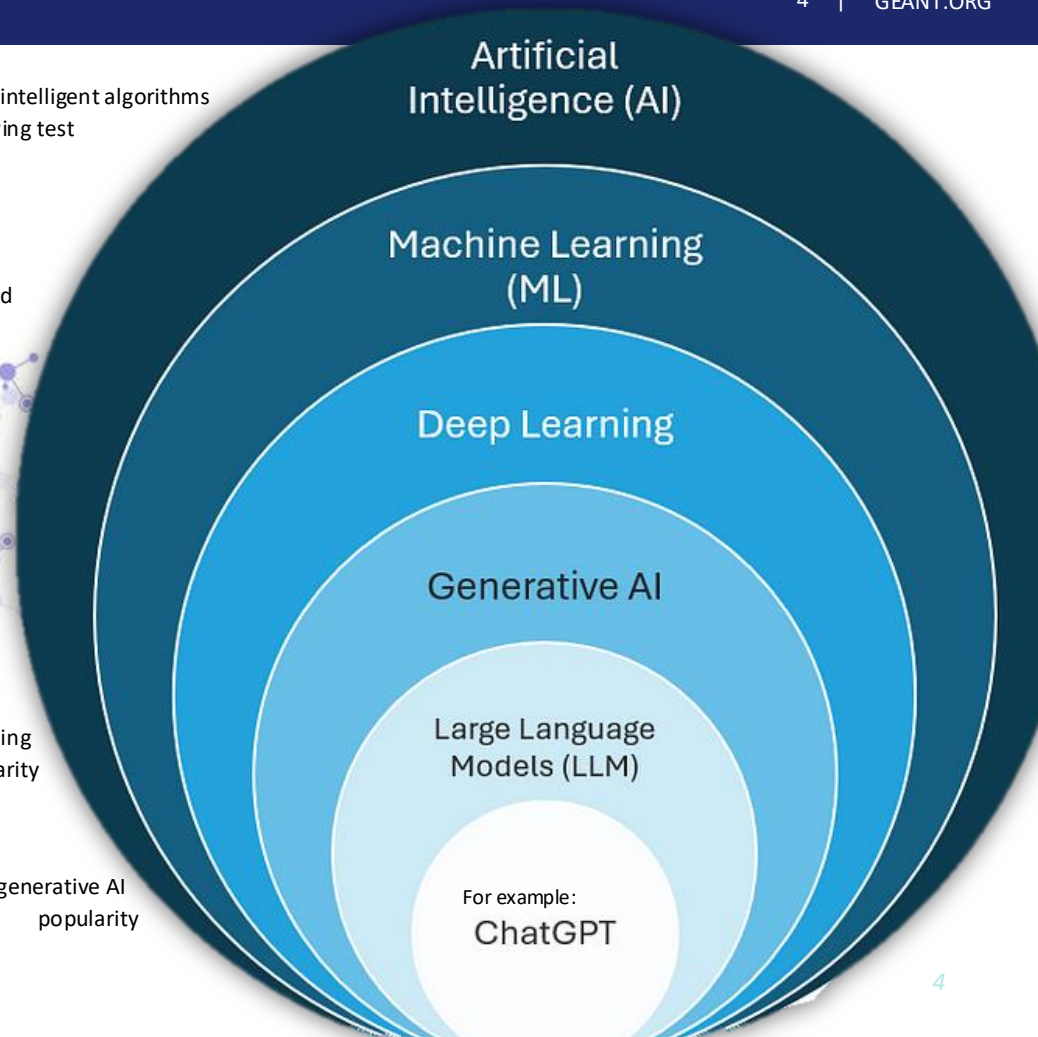 4 | GEANT.ORG
Artificial
Intelligence (AI)
intelligent algorithms
ing test
Machine Learning
(ML)
d
Deep Learning
Generative AI
Large Language
Models (LLM)
ing
arity
generative AI
popularity
For example:
ChatGPT
4